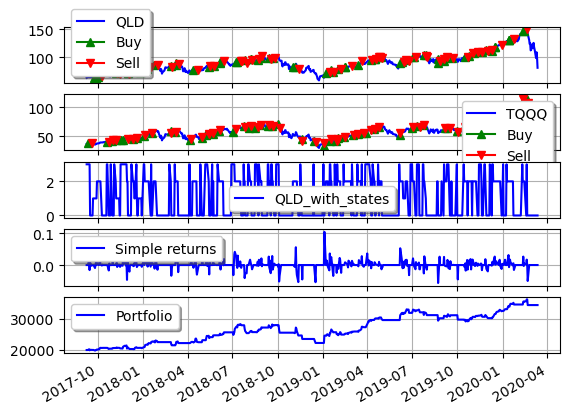 150
100
QLD
Buy
Sell
100
50
TQQQ
Buy
Sell
2
0
QLD_with_states
0.1
0.0
Simple returns
30000
20000
Portfolio
2017-10
2018-01
2018-04
2018-07
2018-10
2019-01
2019-04
2019-07
2019-10
2020-01
2020-04